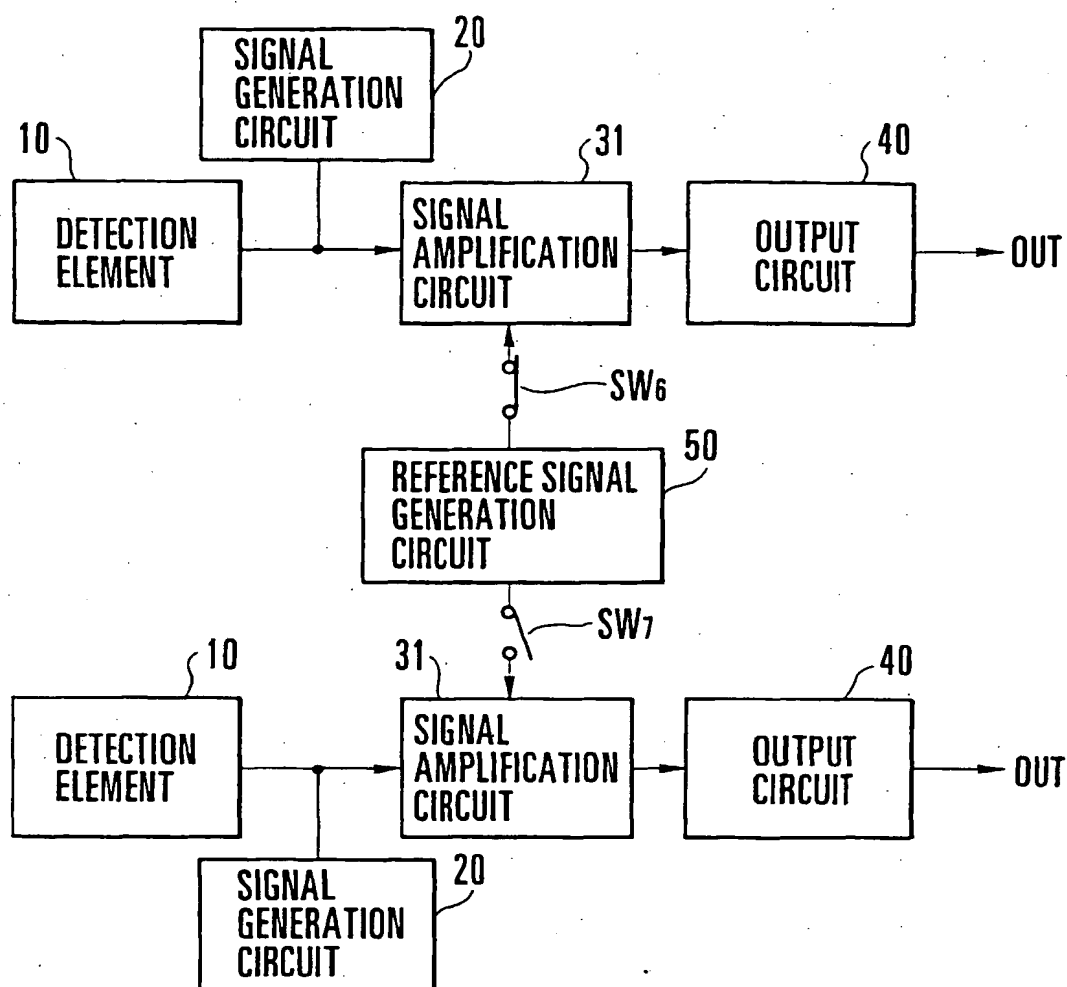 20
SIGNAL
GENERATION
CIRCUIT
10
31
40
DETECTION
ELEMENT
SIGNAL
AMPLIFICATION
CIRCUIT
OUTPUT
CIRCUIT
OUT
SW6
50
REFERENCE SIGNAL
GENERATION
CIRCUIT
SW7
10
31
40
DETECTION
ELEMENT
SIGNAL
AMPLIFICATION
CIRCUIT
OUTPUT
CIRCUIT
OUT
20
SIGNAL
GENERATION
CIRCUIT